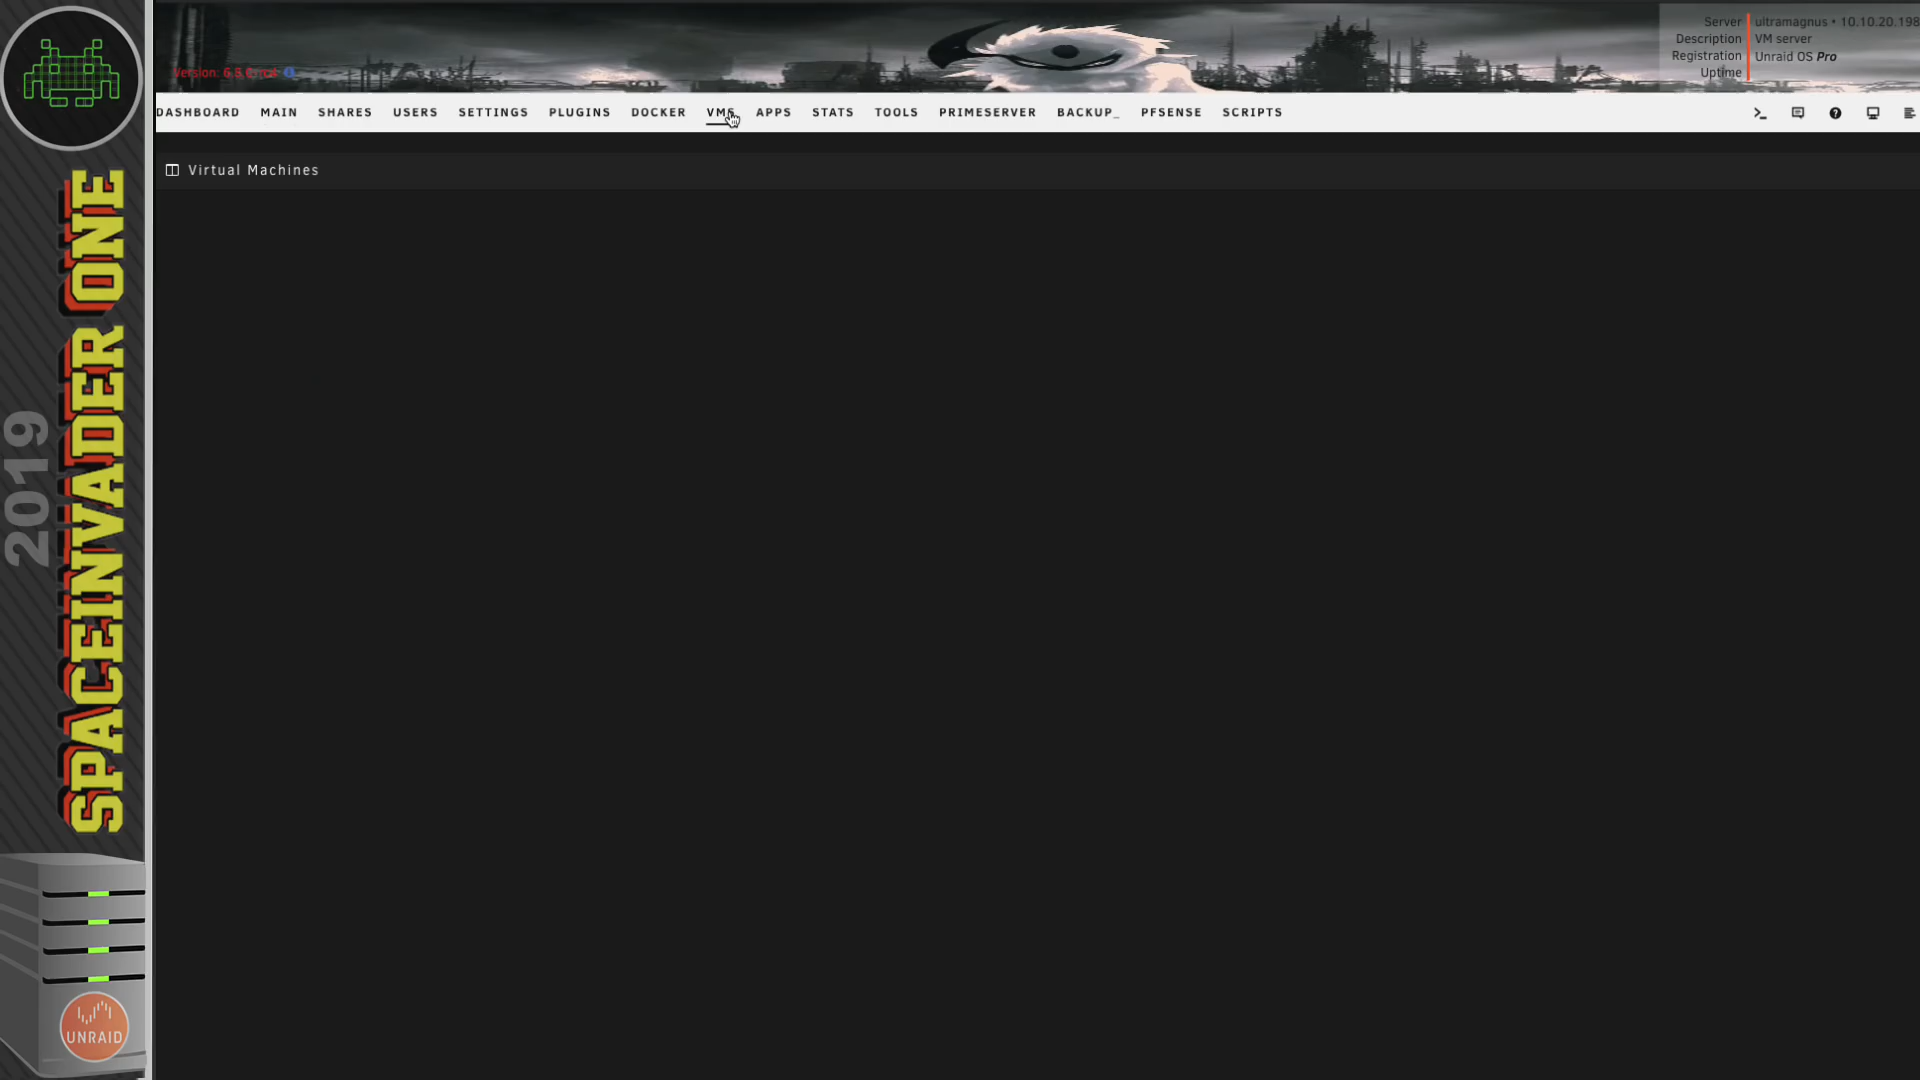 Server ultramagnus • 10.10.20.198
Description VM server
Registration Unraid OS Pro
Uptime
DASHBOARD MAIN SHARES USERS SETTINGS PLUGINS DOCKER VMS APPS STATS TOOLS PRIMESERVER BACKUP_ PFSENSE SCRIPTS
Virtual Machines
2019
SPACEINVADER ONE
UNRAID